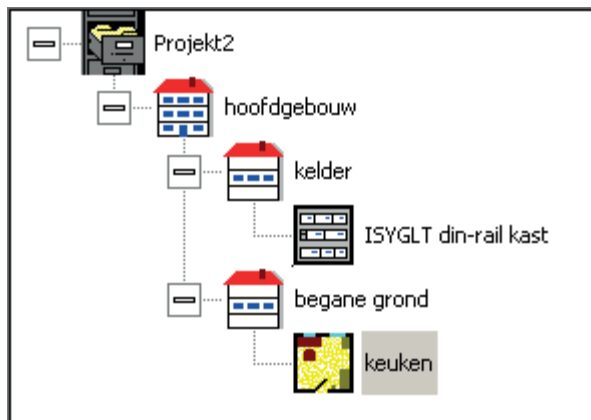 Projekt2
hoofdgebouw
kelder
ISYGLT din-rail kast
begane grond
keuken